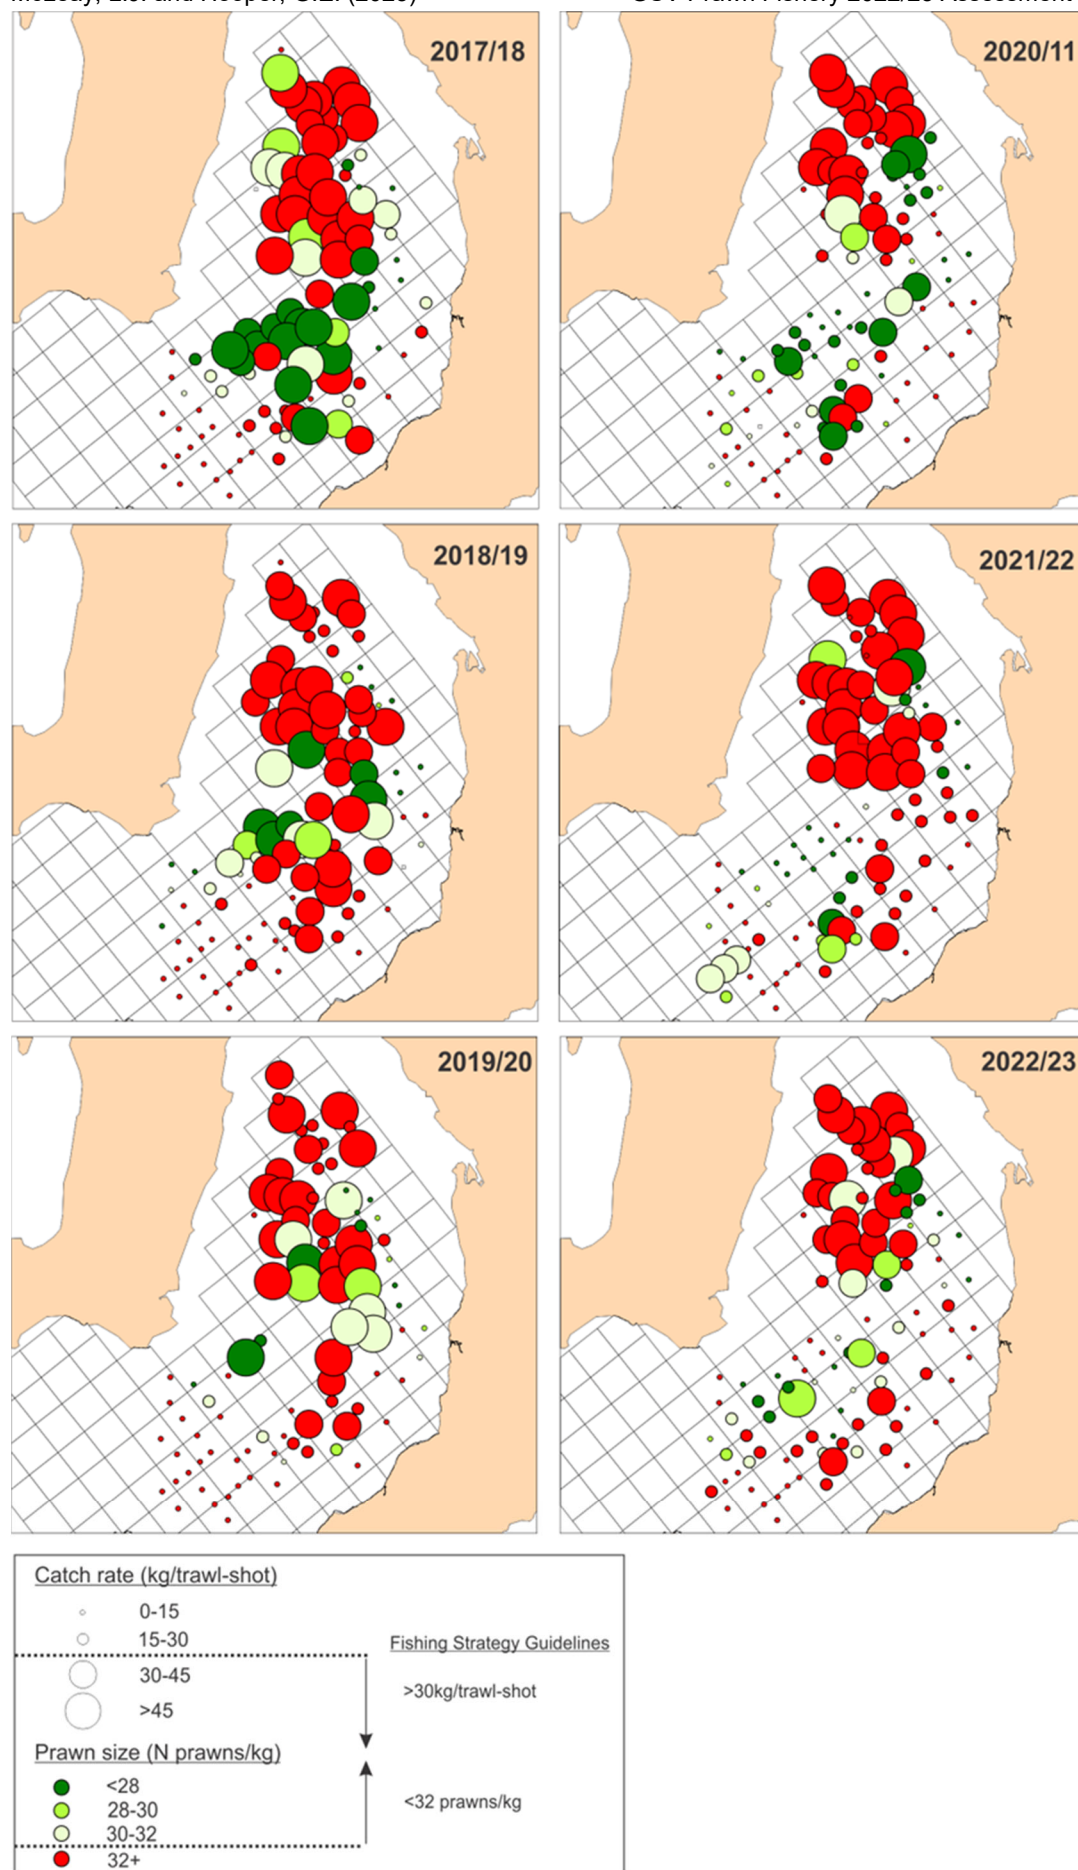 2017/18
2020/11
2018/19
2021/22
2019/20
2022/23
Catch rate (kg/trawl-shot)
0-15
15-30
Fishing Strategy Guidelines
30-45
>30kg/trawl-shot
>45
Prawn size (N prawns/kg)
<28
28-30
<32 prawns/kg
30-32
32+